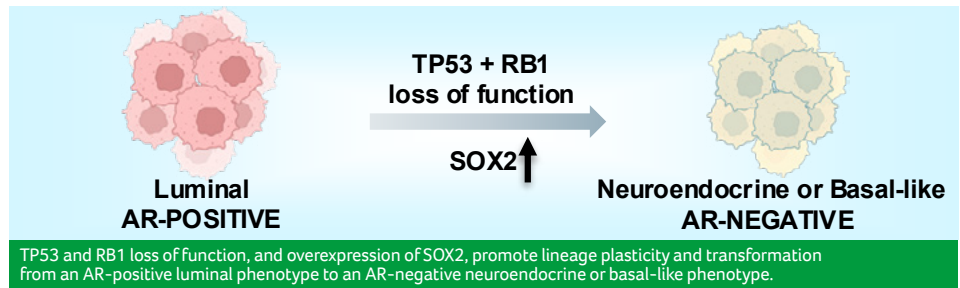 TP53 + RB1
loss of function
SOX2
Luminal
AR-POSITIVE
Neuroendocrine or Basal-like
AR-NEGATIVE
TP53 and RB1 loss of function, and overexpression of SOX2, promote lineage plasticity and transformation
from an AR-positive luminal phenotype to an AR-negative neuroendocrine or basal-like phenotype.